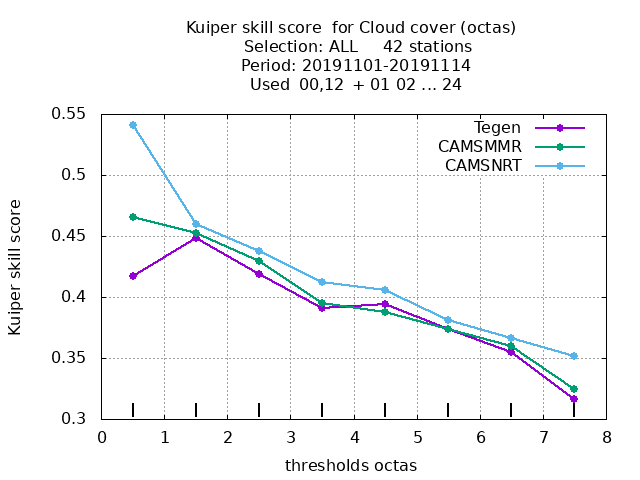 Kuiper skill score  for Cloud cover (octas)
Selection: ALL     42 stations
Period: 20191101-20191114
Used  00,12  + 01 02 ... 24
Tegen
CAMSMMR
CAMSNRT
0.55
0.5
0.45
0.4
0.35
0.3
Kuiper skill score
0 1 2 3 4 5 6 7 8
thresholds octas